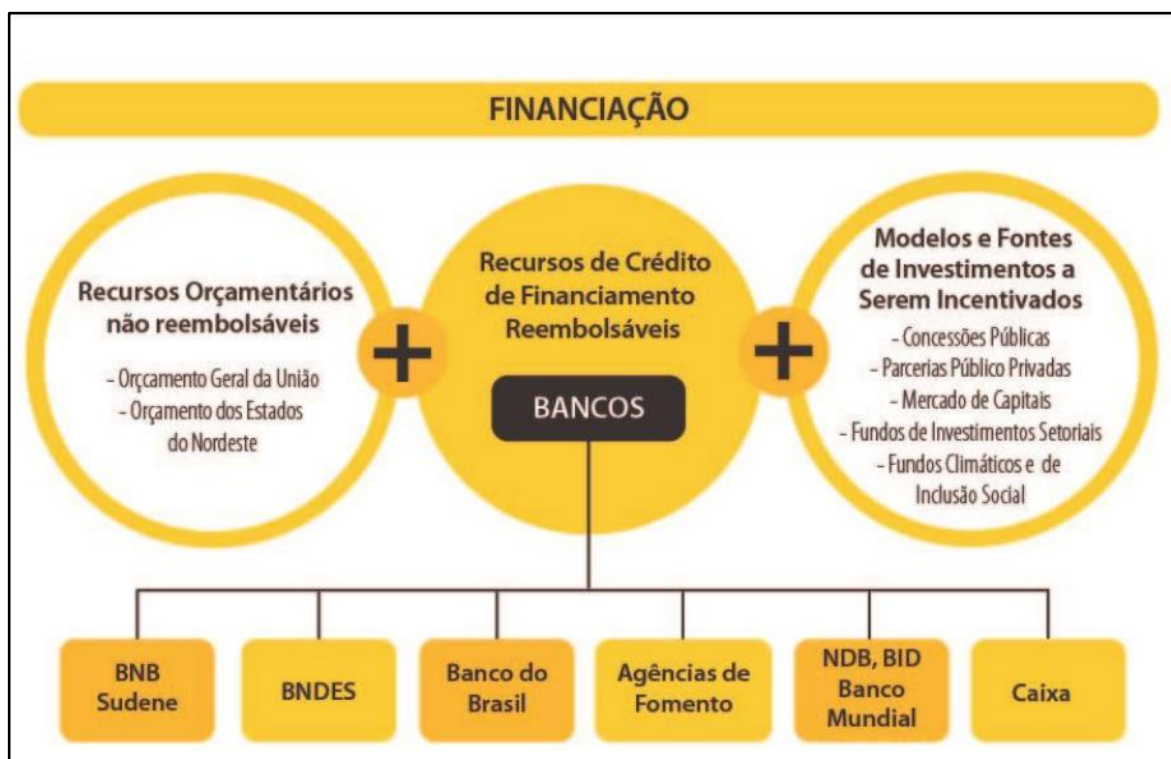 FINANCIAÇÃO
Recursos Orçamentários
não reembolsáveis
- Orçcamento Geral da União
- Orçamento dos Estados
do Nordeste
+
Recursos de Crédito
de Financiamento
Reembolsáveis
BANCOS
+
Modelos e Fontes
de Investimentos a
Serem Incentivados
- Concessões Públicas
- Parcerias Público Privadas
- Mercado de Capitais
- Fundos de Investimentos Setoriais
- Fundos Climáticos e de
Inclusão Social
BNB
Sudene
BNDES
Banco do
Brasil
Agências de
Fomento
NDB, BID
Banco
Mundial
Caixa